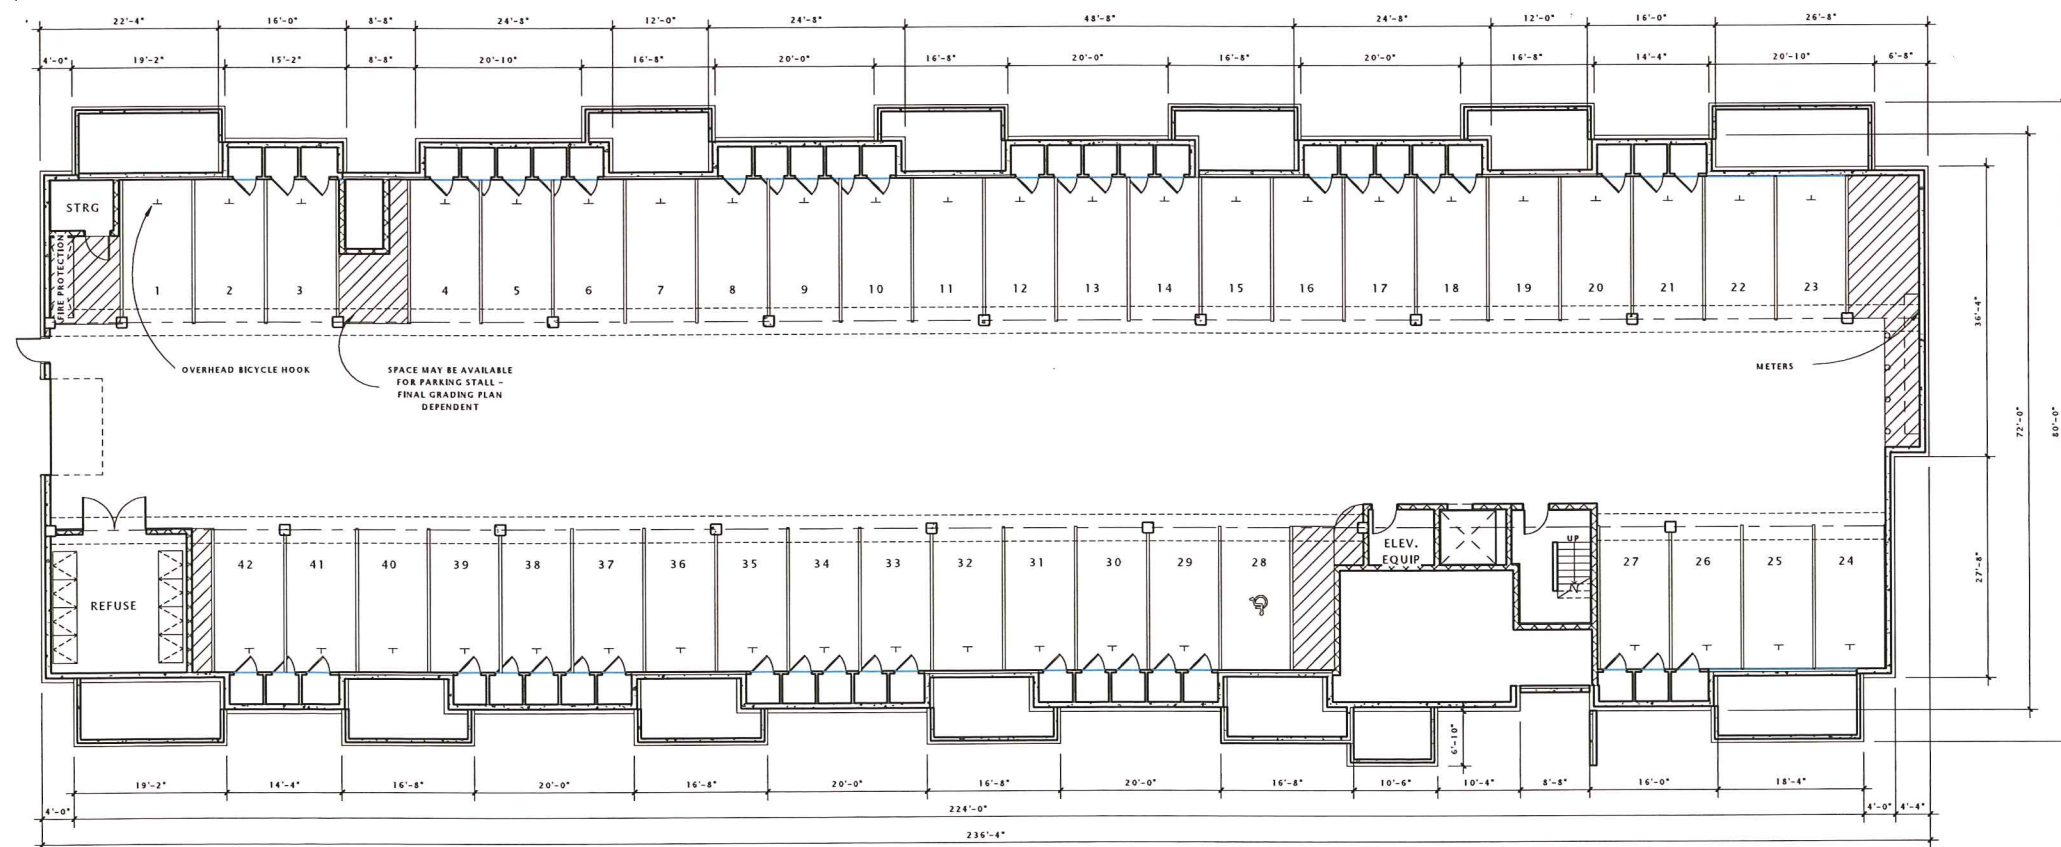 22'-4" 16'-0" 8'-8" 24'-8" 12'-0" 24'-8" 48'-8" 24'-8" 12'-0" 16'-0" 26'-8"
4'-0" 19'-2" 15'-2" 8'-8" 20'-10" 16'-8" 20'-0" 16'-8" 20'-0" 16'-8" 20'-0" 16'-8" 14'-4" 20'-10" 6'-8"
STRG
FIRE PROTECTION
1 2 3 4 5 6 7 8 9 10 11 12 13 14 15 16 17 18 19 20 21 22 23
OVERHEAD BICYCLE HOOK
SPACE MAY BE AVAILABLE
FOR PARKING STALL –
FINAL GRADING PLAN
DEPENDENT
METERS
36'-4"
72'-0"
80'-0"
27'-8"
ELEV.
EQUIP
UP
42 41 40 39 38 37 36 35 34 33 32 31 30 29 28 27 26 25 24
REFUSE
6'-10"
19'-2" 14'-4" 16'-8" 20'-0" 16'-8" 20'-0" 16'-8" 20'-0" 16'-8" 10'-6" 10'-4" 8'-8" 16'-0" 18'-4"
4'-0" 224'-0" 4'-0" 4'-4"
236'-4"